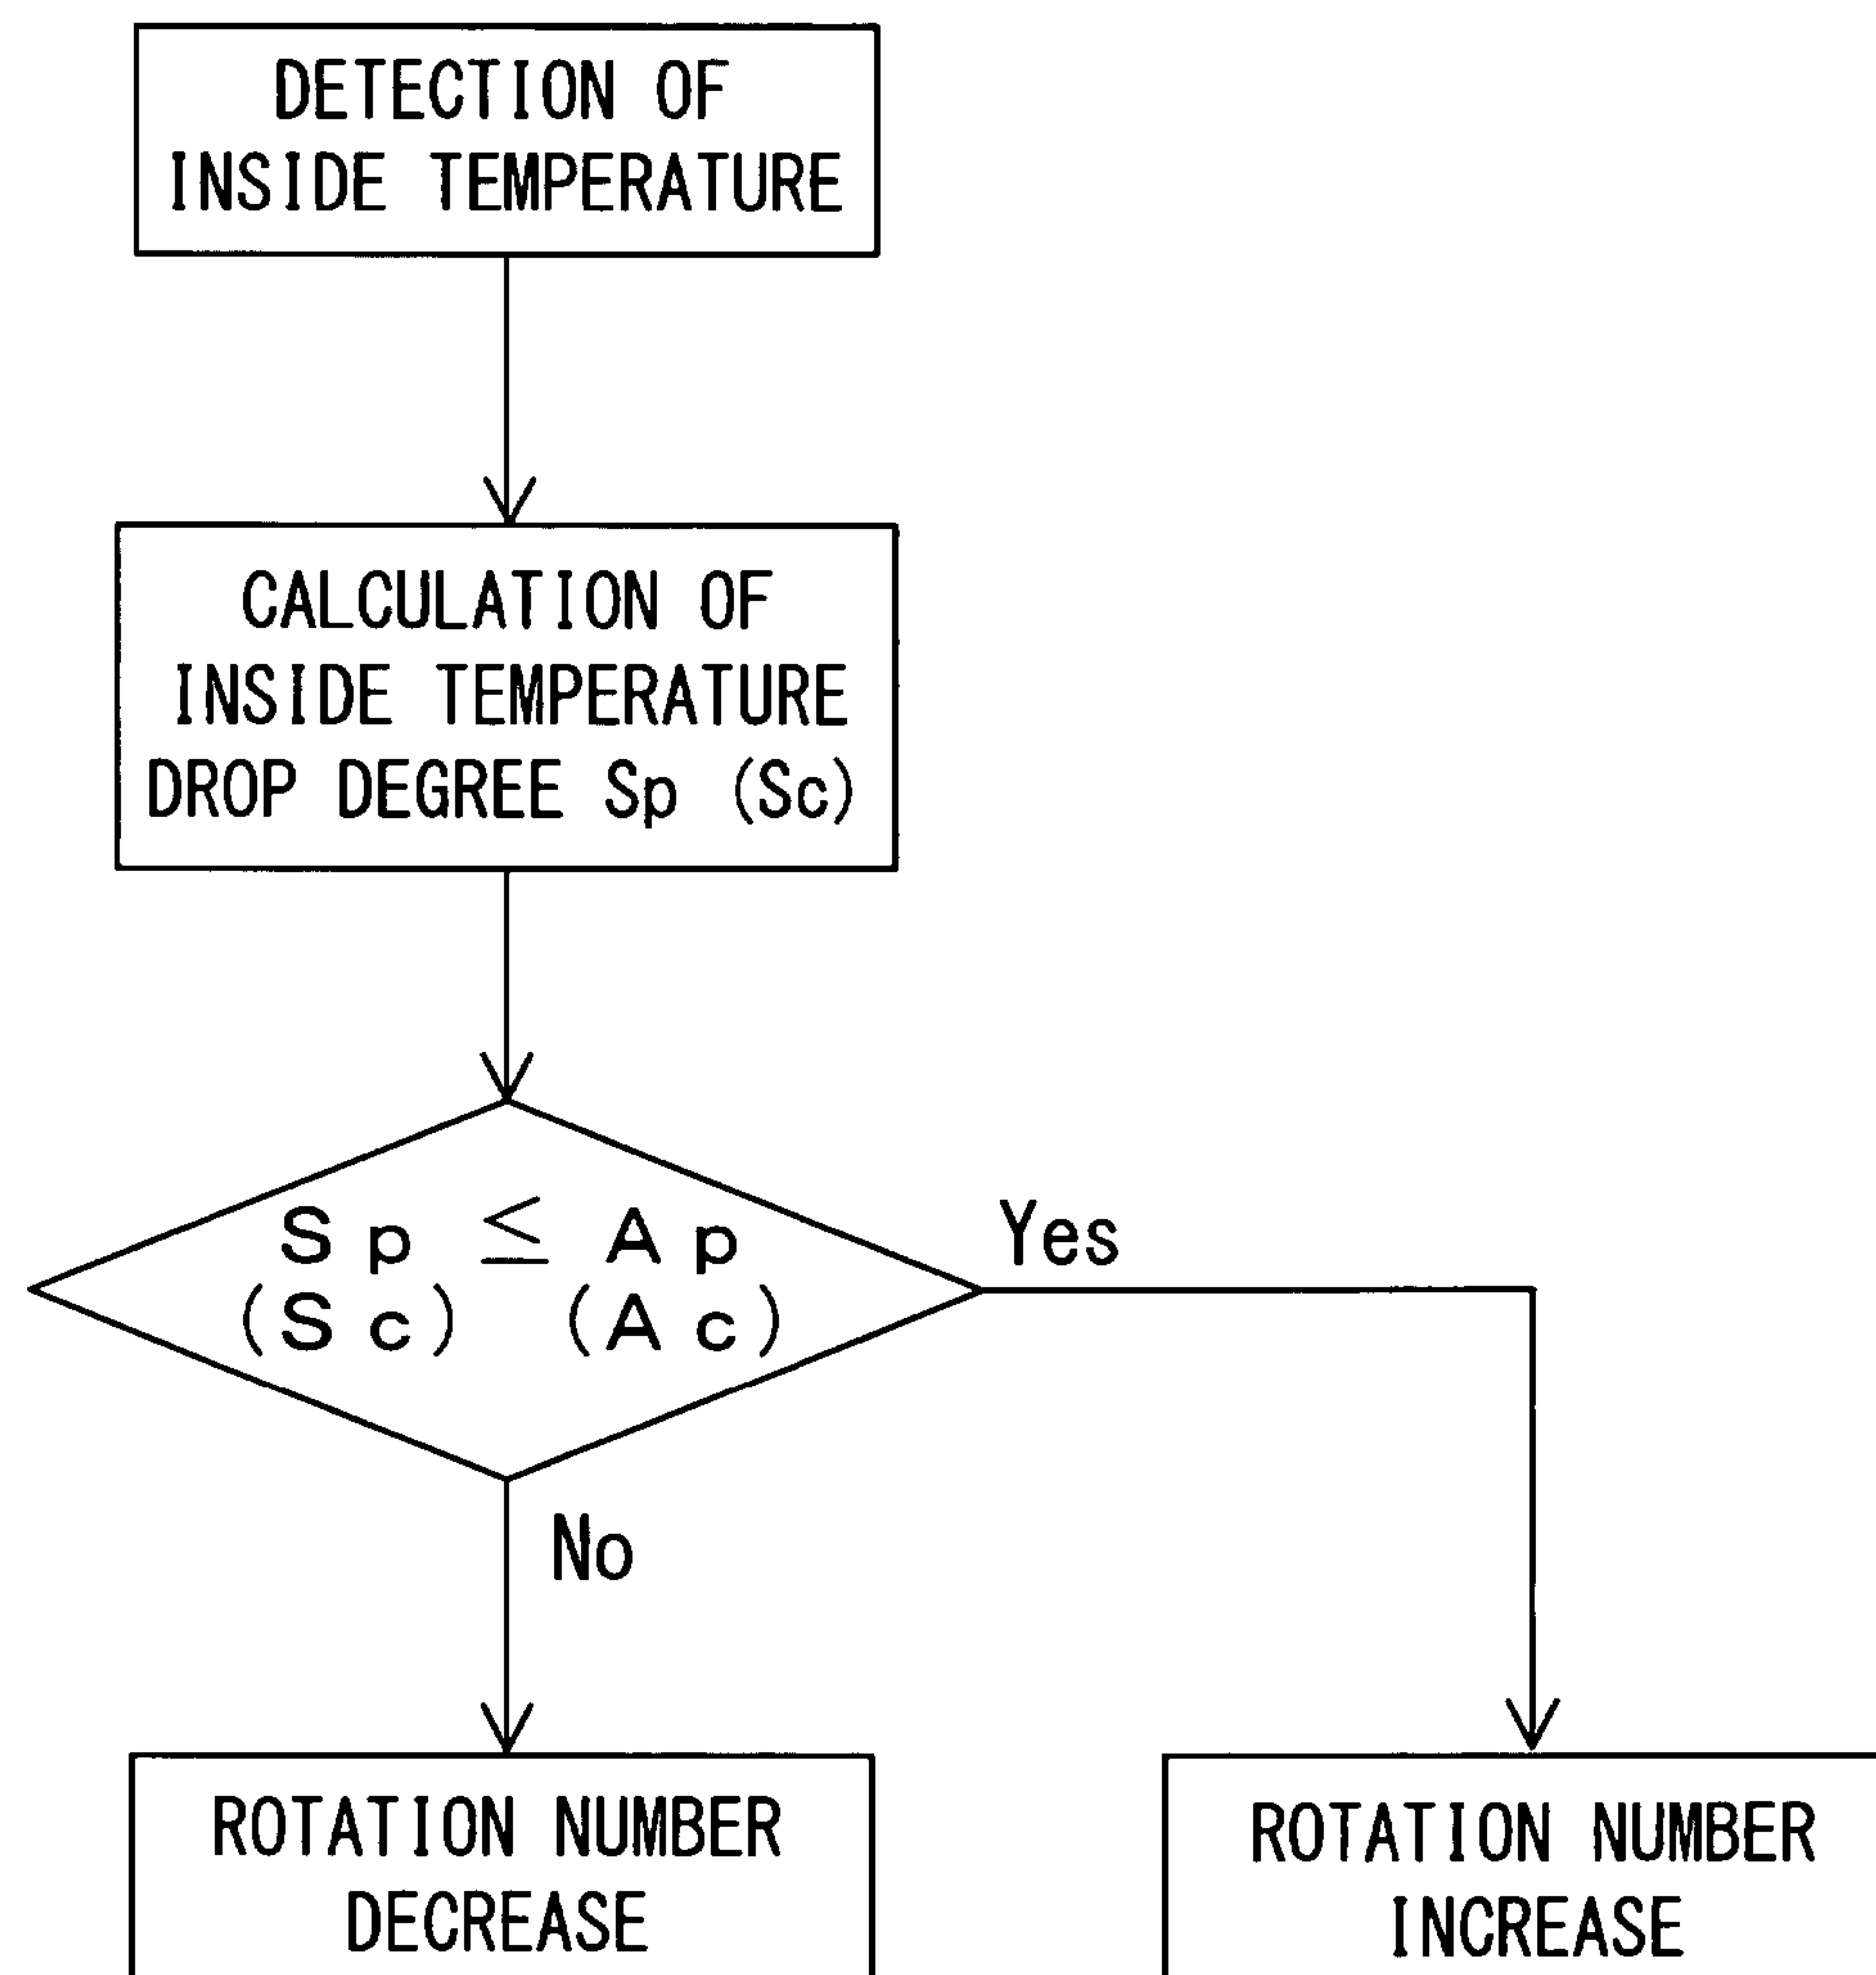 DETECTION OF
INSIDE TEMPERATURE
CALCULATION OF
INSIDE TEMPERATURE
DROP DEGREE Sp (Sc)
Sp ≤ Ap
(Sc) (Ac)
Yes
No
ROTATION NUMBER
DECREASE
ROTATION NUMBER
INCREASE